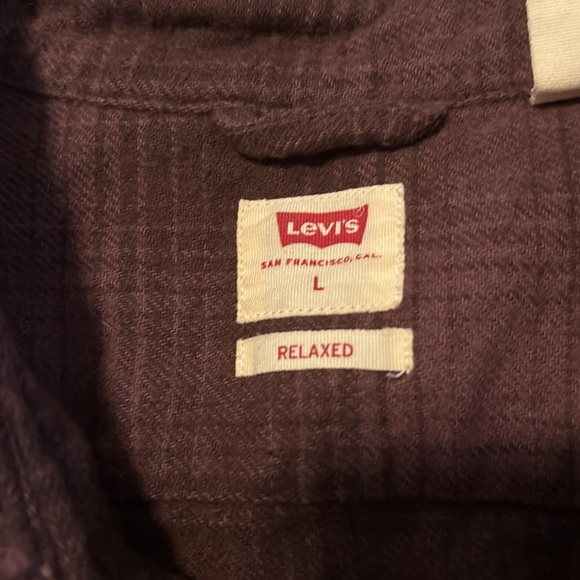 Levi's
SAN FRANCISCO, CAL.
L
RELAXED